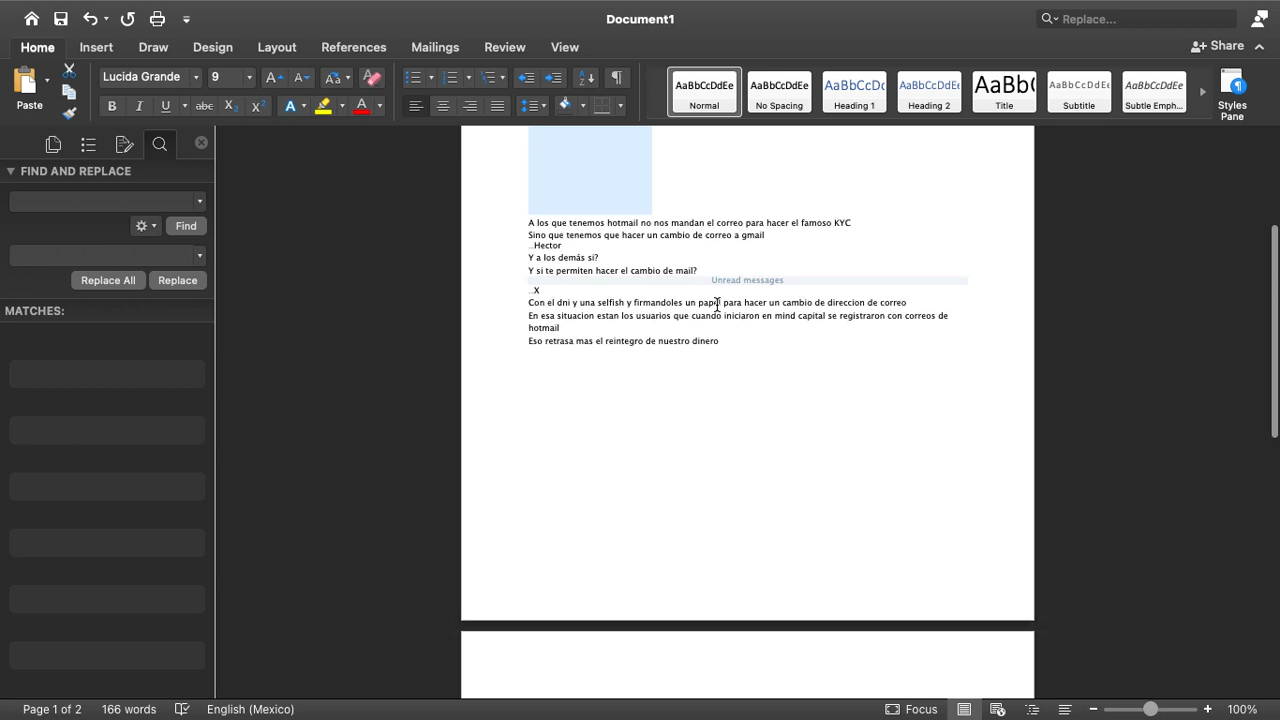 Document1
Replace...
Home
Insert
Draw
Design
Layout
References
Mailings
Review
View
Share
Paste
Lucida Grande
9
AaBbCcDdEe
Normal
AaBbCcDdEe
No Spacing
AaBbCcDc
Heading 1
AaBbCcDdEe
Heading 2
AaBbC
Title
AaBbCcDdEe
Subtitle
AaBbCcDdEe
Subtle Emph...
Styles
Pane
FIND AND REPLACE
Find
Replace All
Replace
MATCHES:
A los que tenemos hotmail no nos mandan el correo para hacer el famoso KYC
Sino que tenemos que hacer un cambio de correo a gmail
..Hector
Y a los demás si?
Y si te permiten hacer el cambio de mail?
Unread messages
..X
Con el dni y una selfish y firmandoles un papel para hacer un cambio de direccion de correo
En esa situacion estan los usuarios que cuando iniciaron en mind capital se registraron con correos de
hotmail
Eso retrasa mas el reintegro de nuestro dinero
Page 1 of 2
166 words
English (Mexico)
Focus
100%